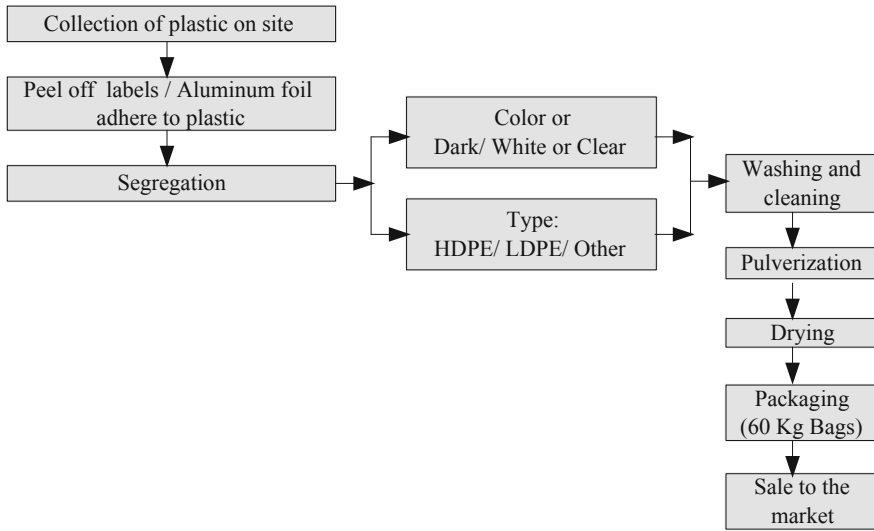 Collection of plastic on site
Peel off labels / Aluminum foil
adhere to plastic
Segregation
Color or
Dark/ White or Clear
Type:
HDPE/ LDPE/ Other
Washing and
cleaning
Pulverization
Drying
Packaging
(60 Kg Bags)
Sale to the
market